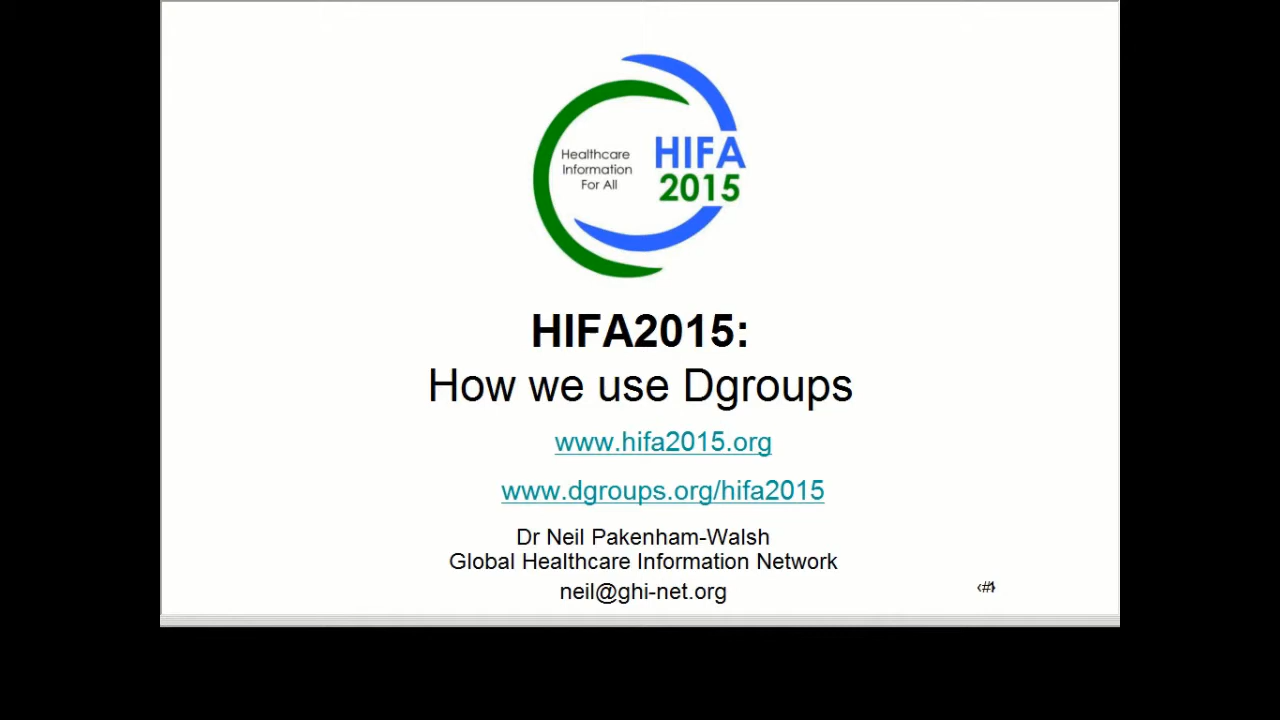 Healthcare
Information
For All
HIFA
2015
HIFA2015:
How we use Dgroups
www.hifa2015.org
www.dgroups.org/hifa2015
Dr Neil Pakenham-Walsh
Global Healthcare Information Network
neil@ghi-net.org